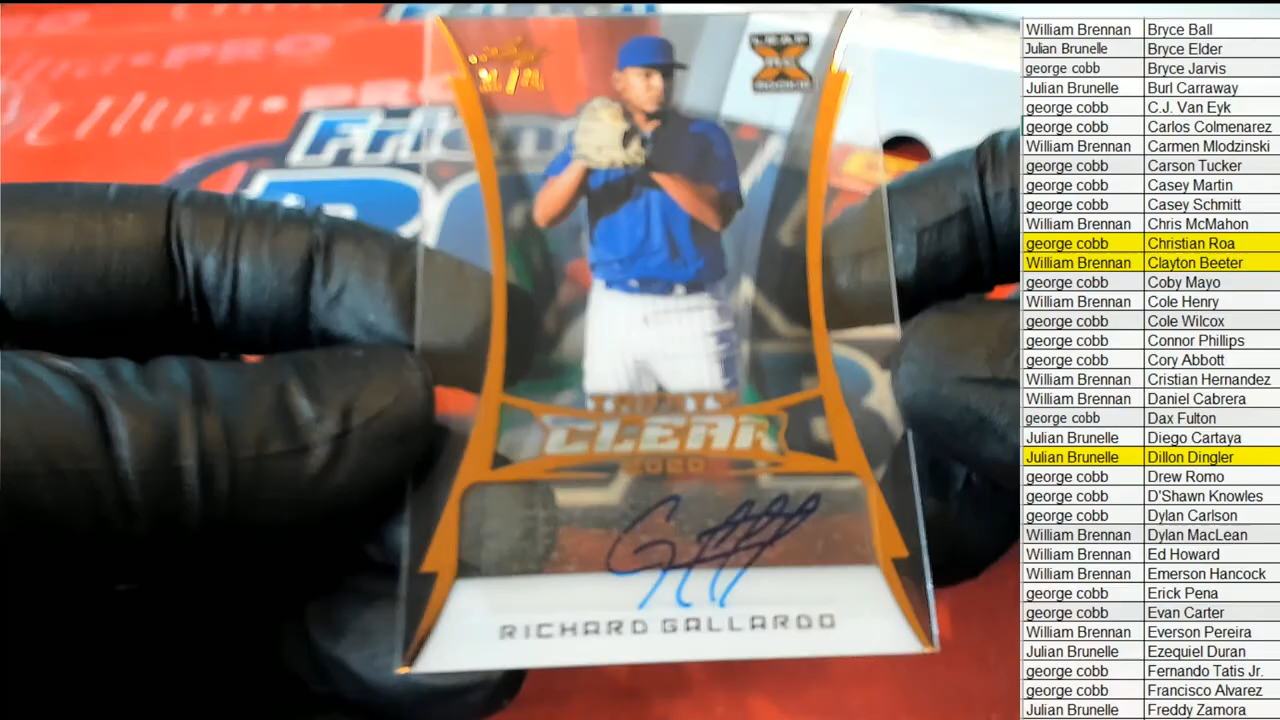 CLEAR
2020
RICHARD GALLARDO
William Brennan Bryce Ball
Julian Brunelle Bryce Elder
george cobb Bryce Jarvis
Julian Brunelle Burl Carraway
george cobb C.J. Van Eyk
george cobb Carlos Colmenarez
William Brennan Carmen Mlodzinski
george cobb Carson Tucker
george cobb Casey Martin
george cobb Casey Schmitt
William Brennan Chris McMahon
george cobb Christian Roa
William Brennan Clayton Beeter
george cobb Coby Mayo
William Brennan Cole Henry
george cobb Cole Wilcox
george cobb Connor Phillips
george cobb Cory Abbott
William Brennan Cristian Hernandez
William Brennan Daniel Cabrera
george cobb Dax Fulton
Julian Brunelle Diego Cartaya
Julian Brunelle Dillon Dingler
george cobb Drew Romo
george cobb D'Shawn Knowles
george cobb Dylan Carlson
William Brennan Dylan MacLean
William Brennan Ed Howard
William Brennan Emerson Hancock
george cobb Erick Pena
george cobb Evan Carter
William Brennan Everson Pereira
Julian Brunelle Ezequiel Duran
george cobb Fernando Tatis Jr.
george cobb Francisco Alvarez
Julian Brunelle Freddy Zamora